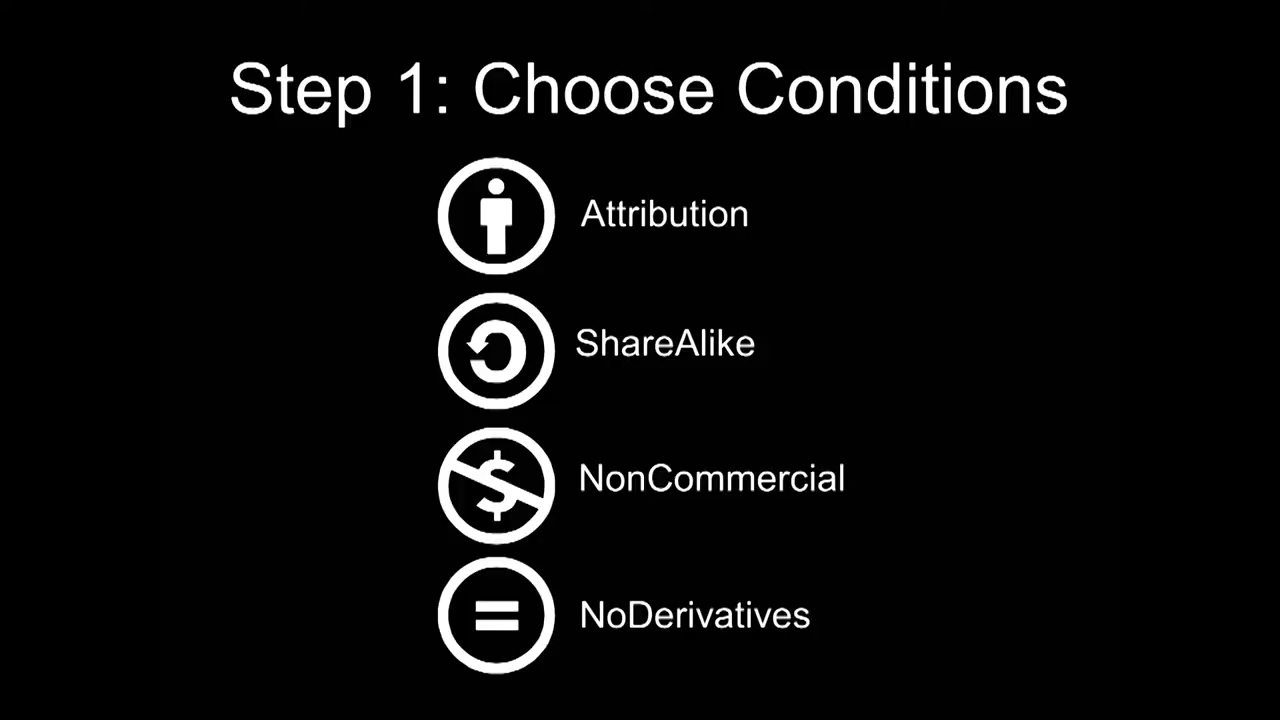 Step 1: Choose Conditions
Attribution
ShareAlike
NonCommercial
NoDerivatives